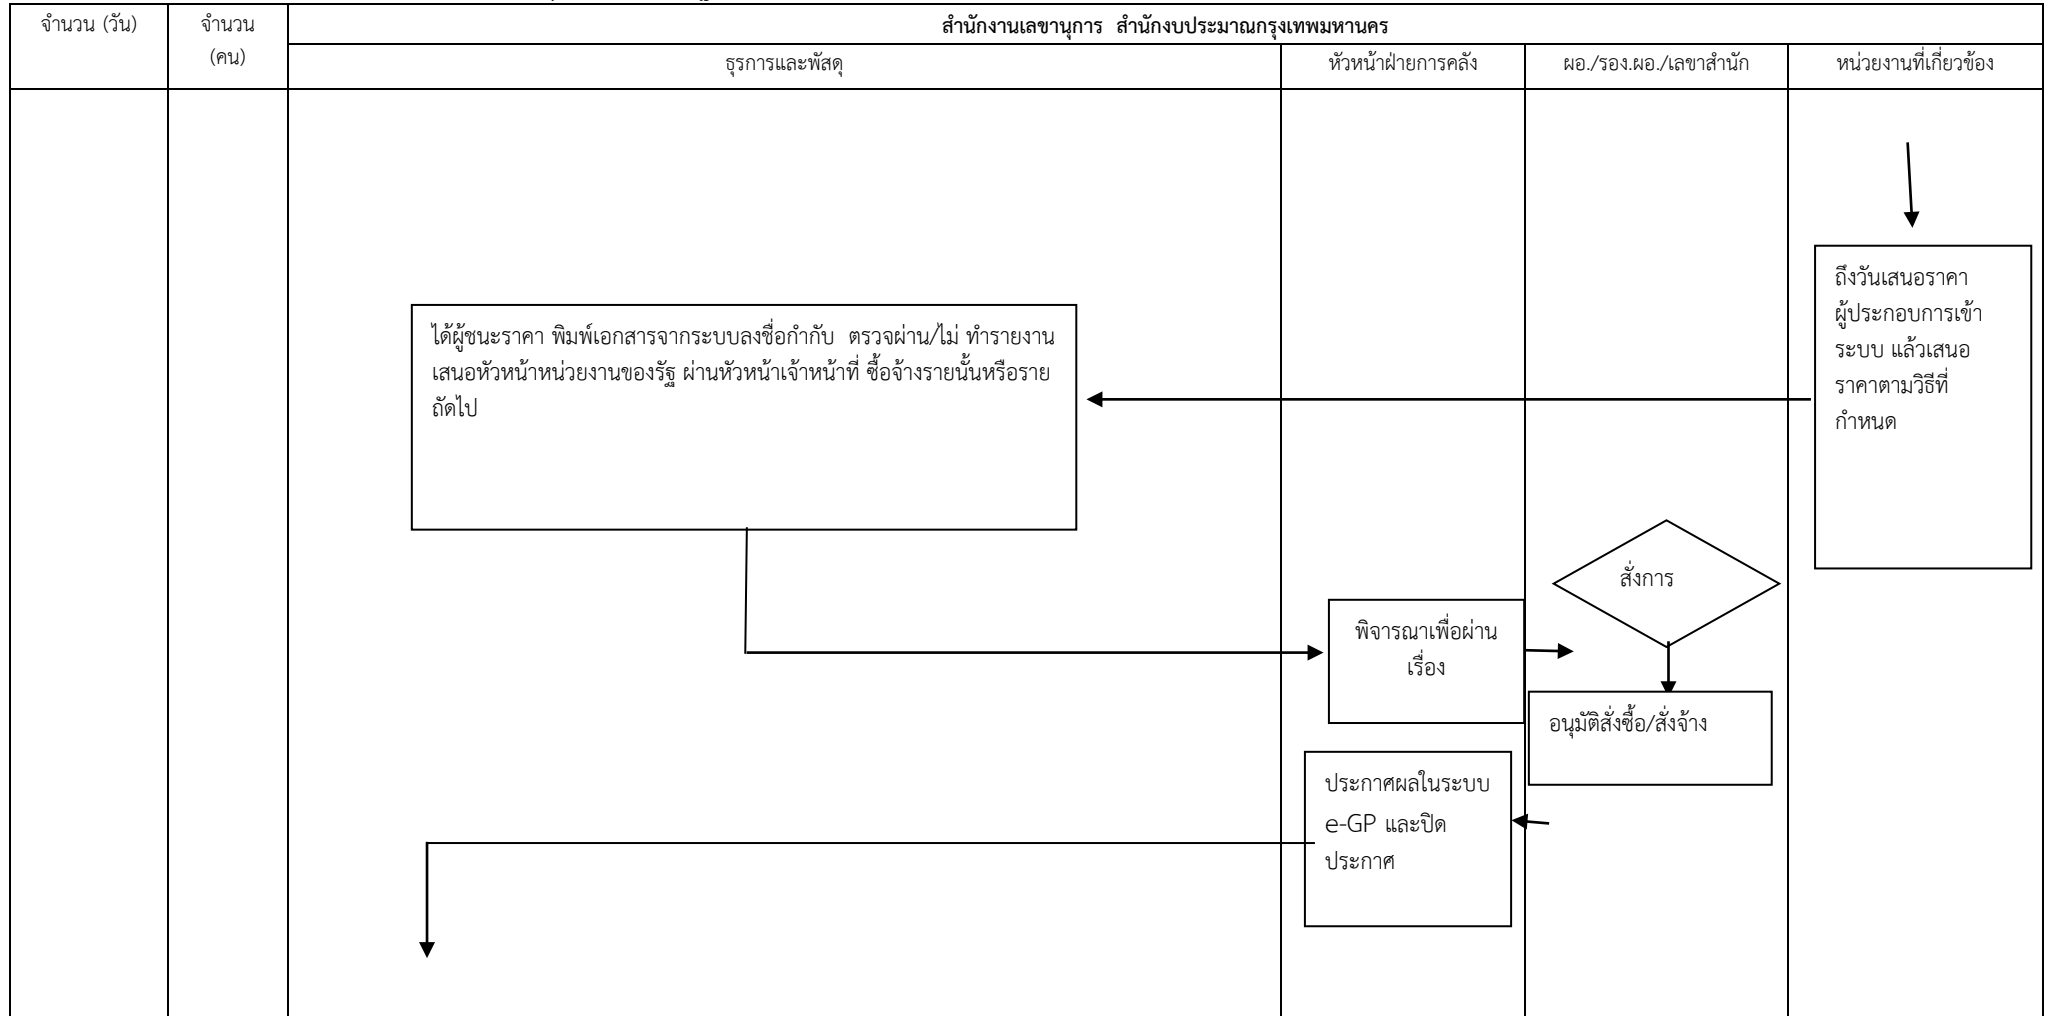 จำนวน (วัน)
จำนวน
(คน)
สำนักงานเลขานุการ สำนักงบประมาณกรุงเทพมหานคร
ธุรการและพัสดุ
หัวหน้าฝ่ายการคลัง
ผอ./รอง.ผอ./เลขาสำนัก
หน่วยงานที่เกี่ยวข้อง
ถึงวันเสนอราคา
ผู้ประกอบการเข้า
ระบบ แล้วเสนอ
ราคาตามวิธีที่
กำหนด
ได้ผู้ชนะราคา พิมพ์เอกสารจากระบบลงชื่อกำกับ ตรวจผ่าน/ไม่ ทำรายงาน
เสนอหัวหน้าหน่วยงานของรัฐ ผ่านหัวหน้าเจ้าหน้าที่ ซื้อจ้างรายนั้นหรือราย
ถัดไป
สั่งการ
พิจารณาเพื่อผ่าน
เรื่อง
อนุมัติสั่งซื้อ/สั่งจ้าง
ประกาศผลในระบบ
e-GP และปิด
ประกาศ